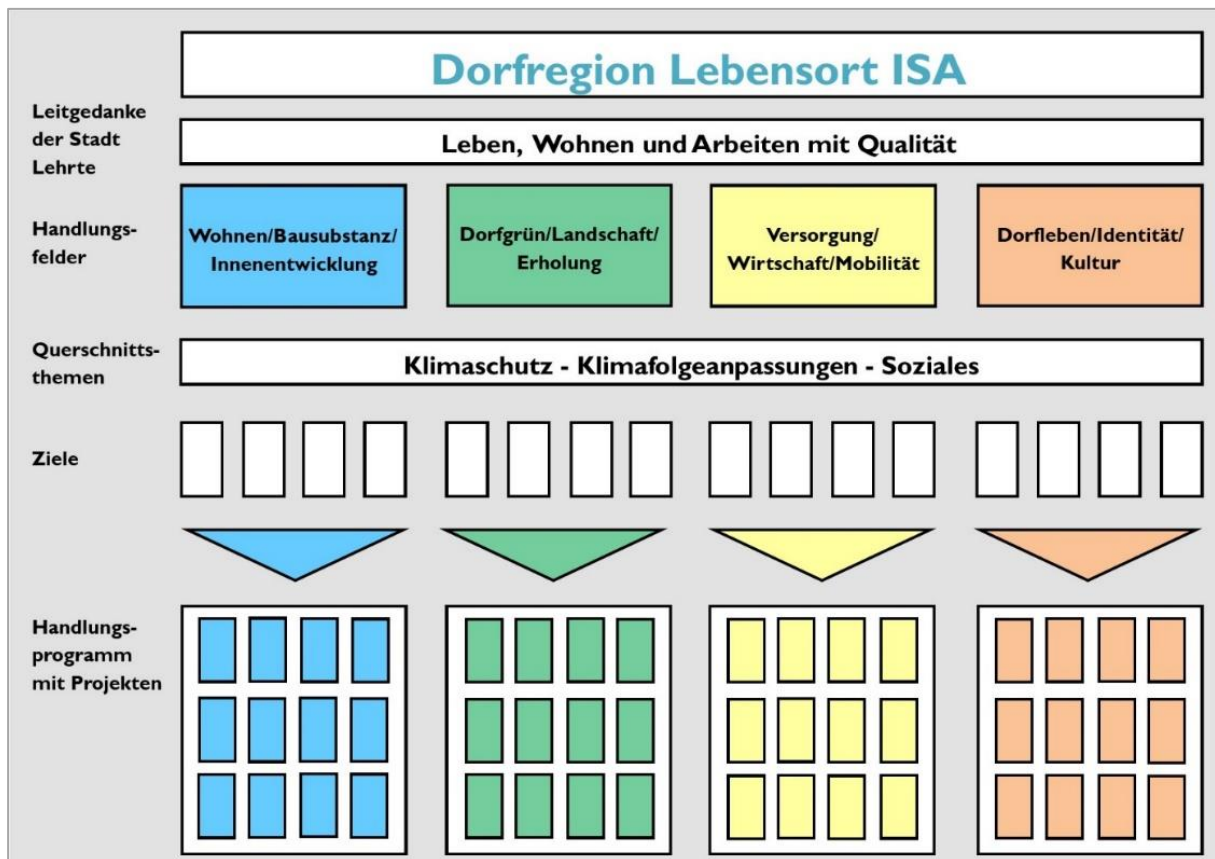 Dorfregion Lebensort ISA
Leitgedanke
der Stadt
Lehrte
Leben, Wohnen und Arbeiten mit Qualität
Handlungs-
felder
Wohnen/Bausubstanz/
Innenentwicklung
Dorfgrün/Landschaft/
Erholung
Versorgung/
Wirtschaft/Mobilität
Dorfleben/Identität/
Kultur
Querschnitts-
themen
Klimaschutz - Klimafolgeanpassungen - Soziales
Ziele
Handlungs-
programm
mit Projekten